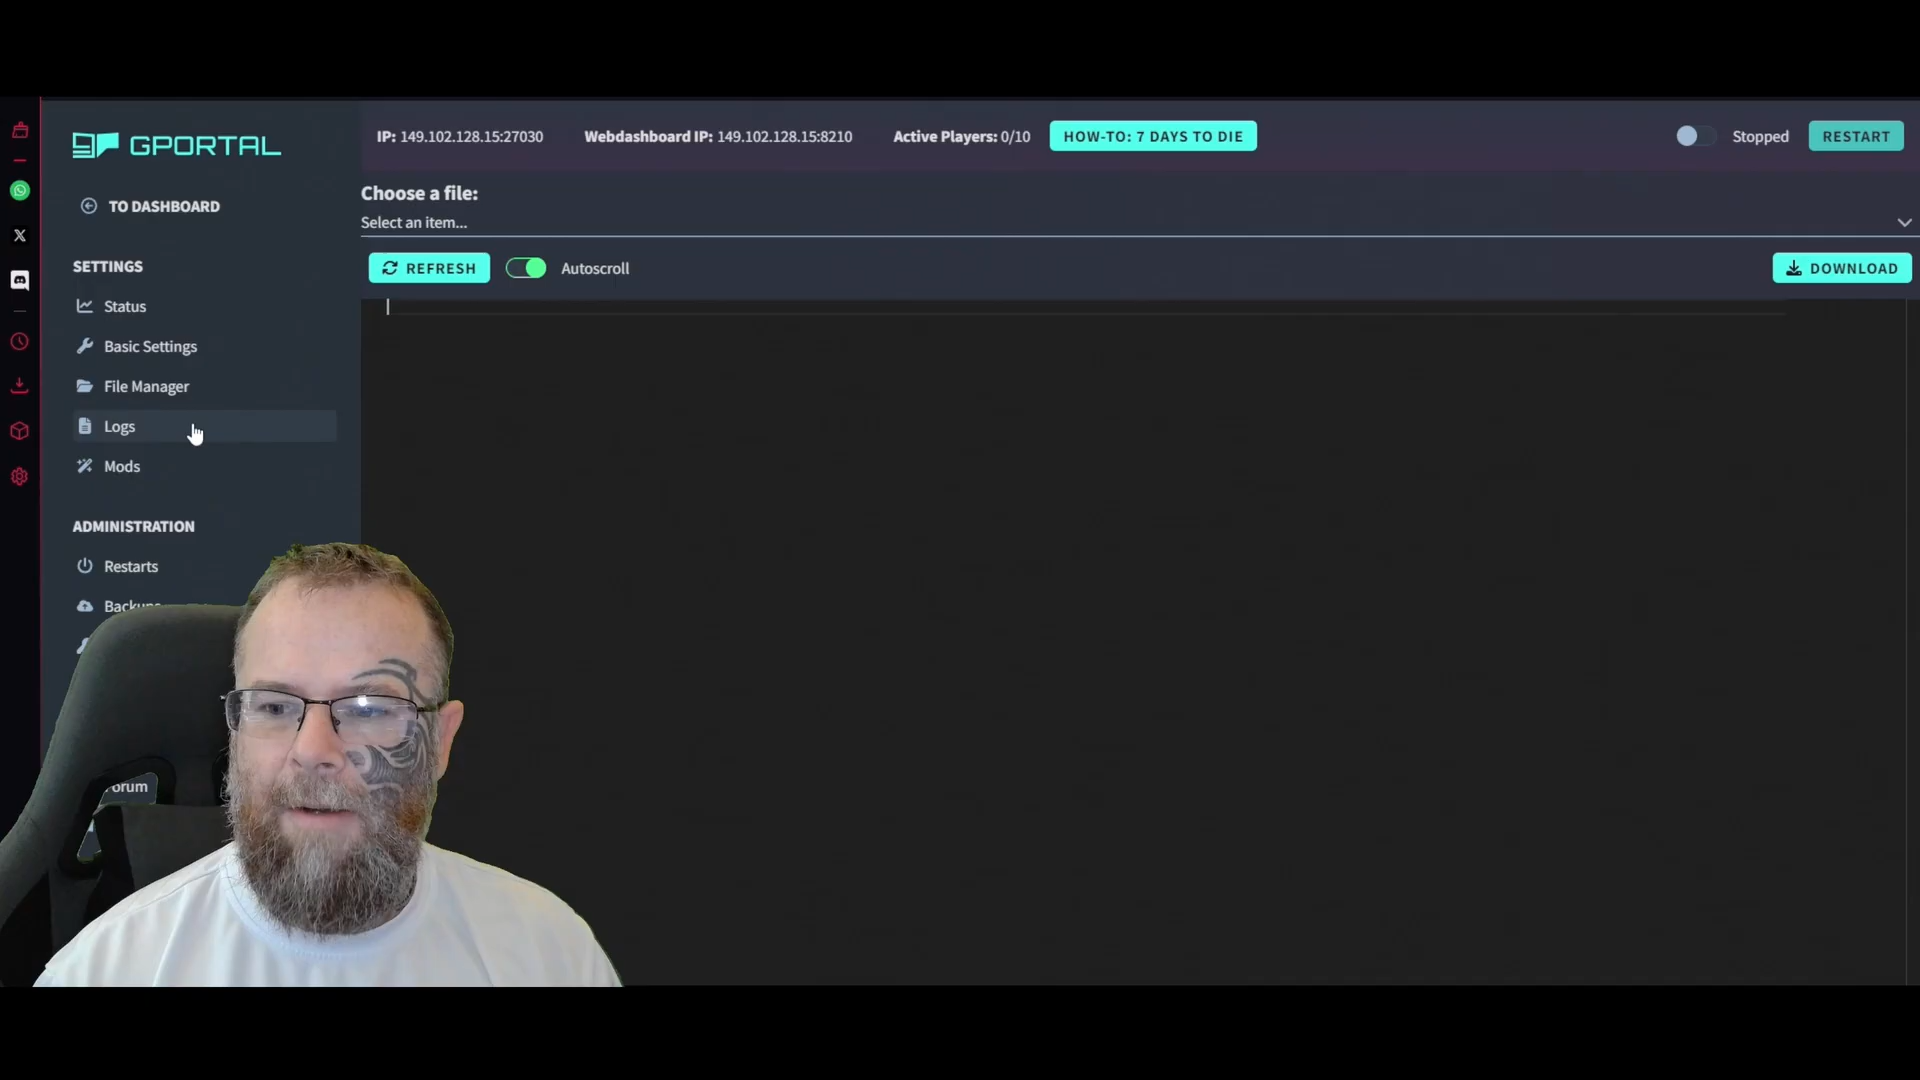 GPORTAL
IP: 149.102.128.15:27030
Webdashboard IP: 149.102.128.15:8210
Active Players: 0/10
HOW-TO: 7 DAYS TO DIE
Stopped
RESTART
TO DASHBOARD
SETTINGS
Status
Basic Settings
File Manager
Logs
Mods
ADMINISTRATION
Restarts
Backups
orum
Choose a file:
Select an item...
REFRESH
Autoscroll
DOWNLOAD